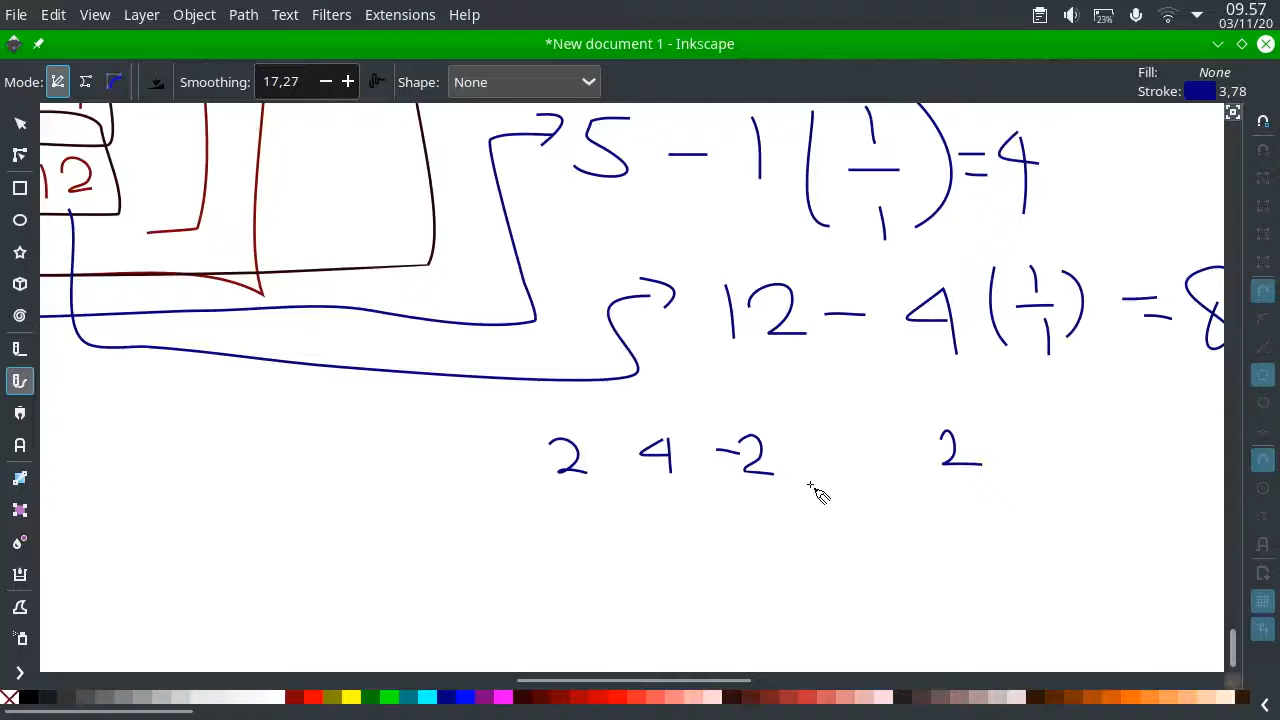 File Edit View Layer Object Path Text Filters Extensions Help 23% 09.57
03/11/20
*New document 1 - Inkscape
Mode: Smoothing: 17,27 Shape: None Fill: None
Stroke: 3,78
5 - 1 (1/1) = 4
12
12 - 4 (1/1) = 8
2 4 -2 2